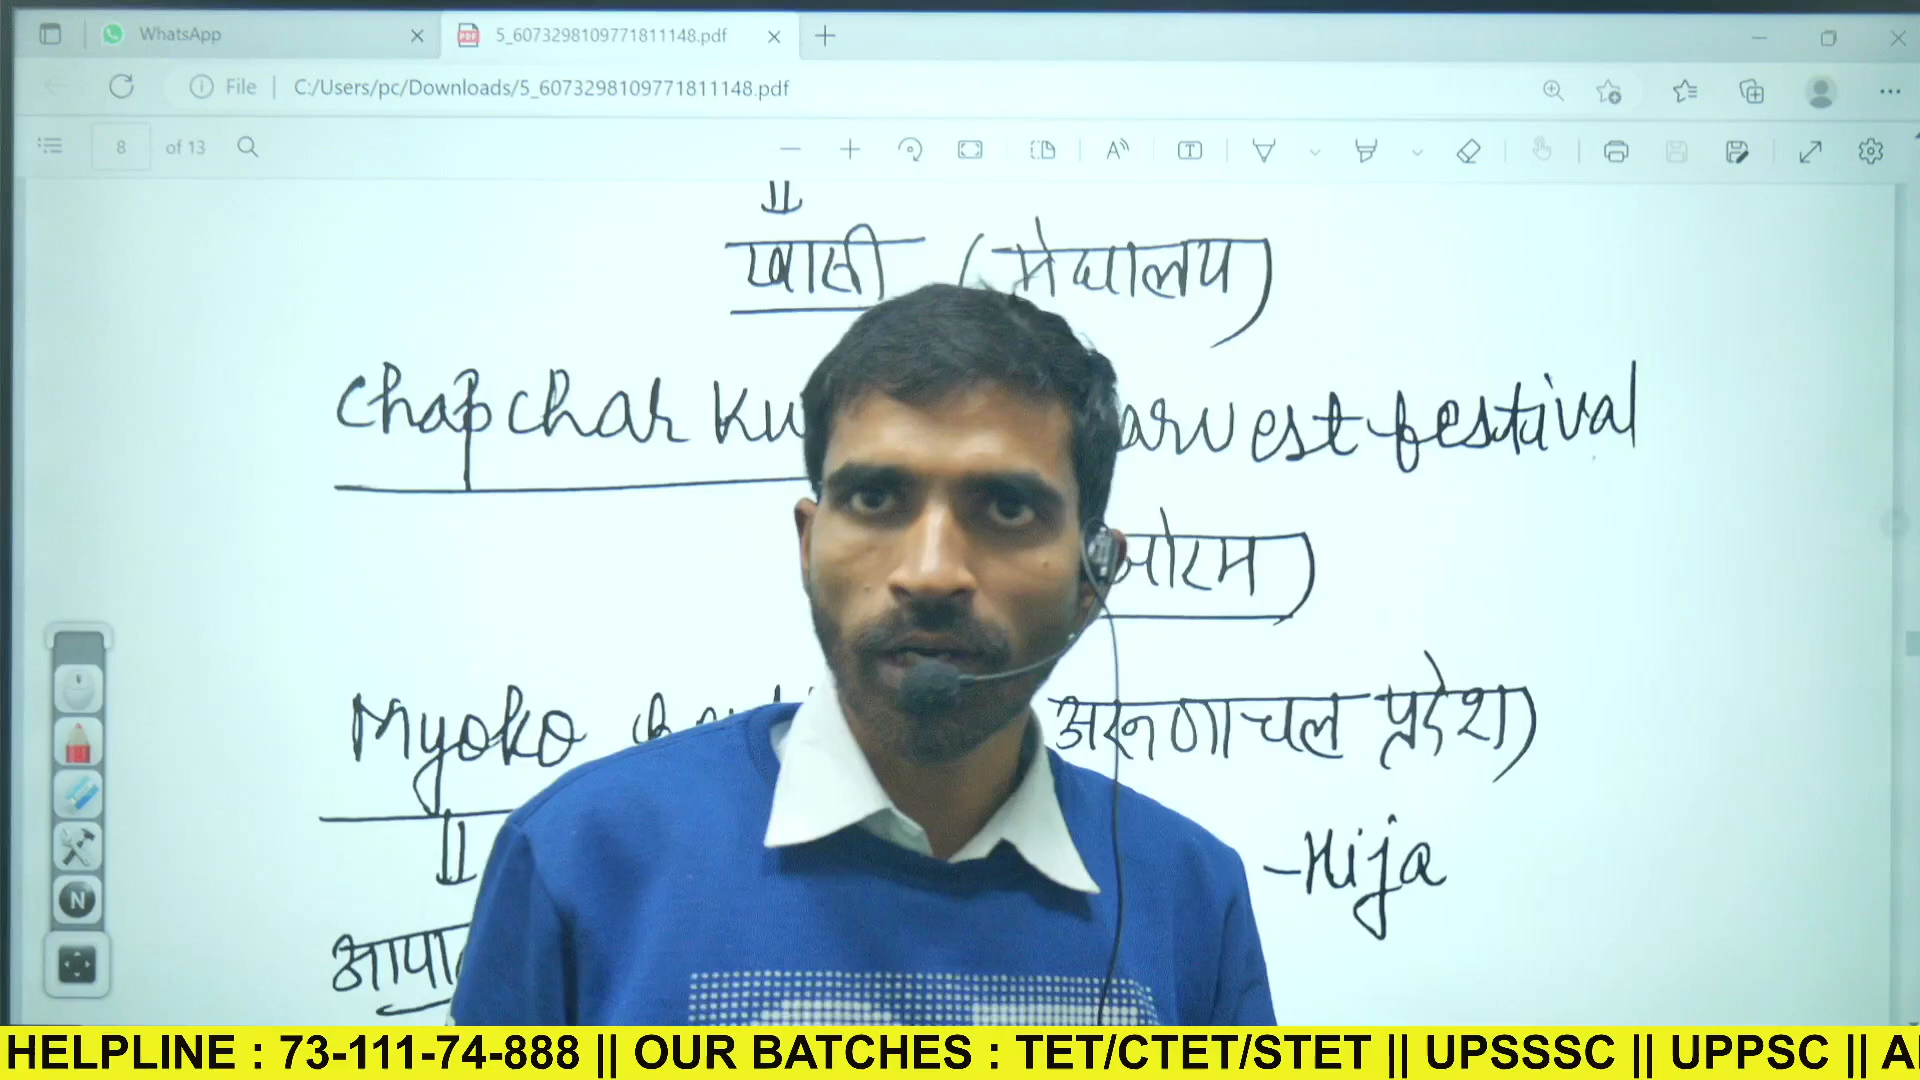 WhatsApp
5_6073298109771811148.pdf
File
C:/Users/pc/Downloads/5_6073298109771811148.pdf
8 of 13
खासी (मेघालय)
Chapchar Ku
arvest festival
जोरम)
Myoko
अरूणाचल प्रदेश)
-Hija
आपा
N
HELPLINE : 73-111-74-888 || OUR BATCHES : TET/CTET/STET || UPSSSC || UPPSC || A